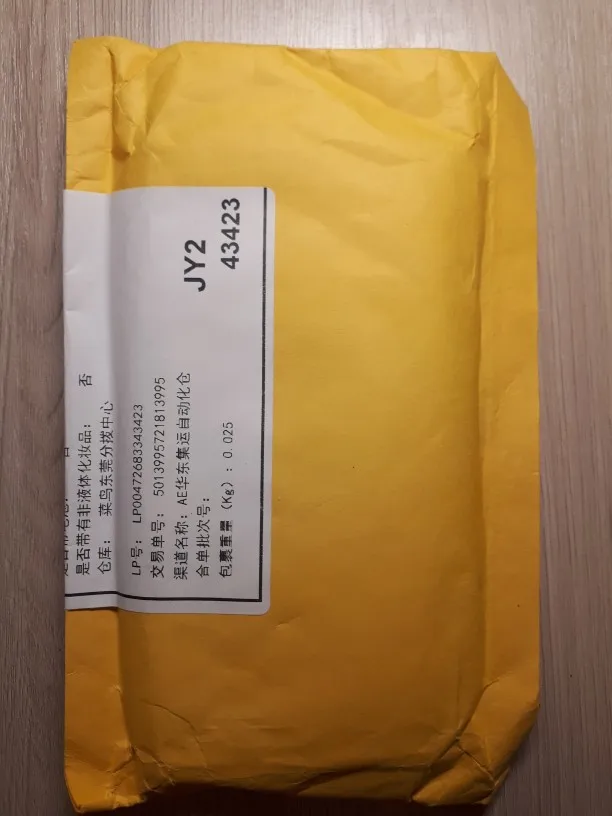 是否带有非液体化妆品： 否
仓库： 菜鸟东莞分拨中心
LP号： LP00472683343423
交易单号： 5013995721813995
渠道名称：AE华东集运自动化仓
合单批次号：
包裹重量 （Kg）：0.025
JY2
43423